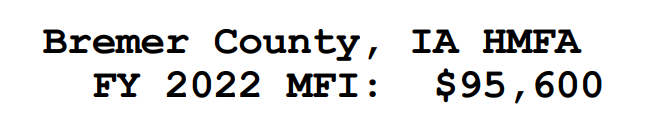 Bremer County, IA HMFA
FY 2022 MFI: $95,600